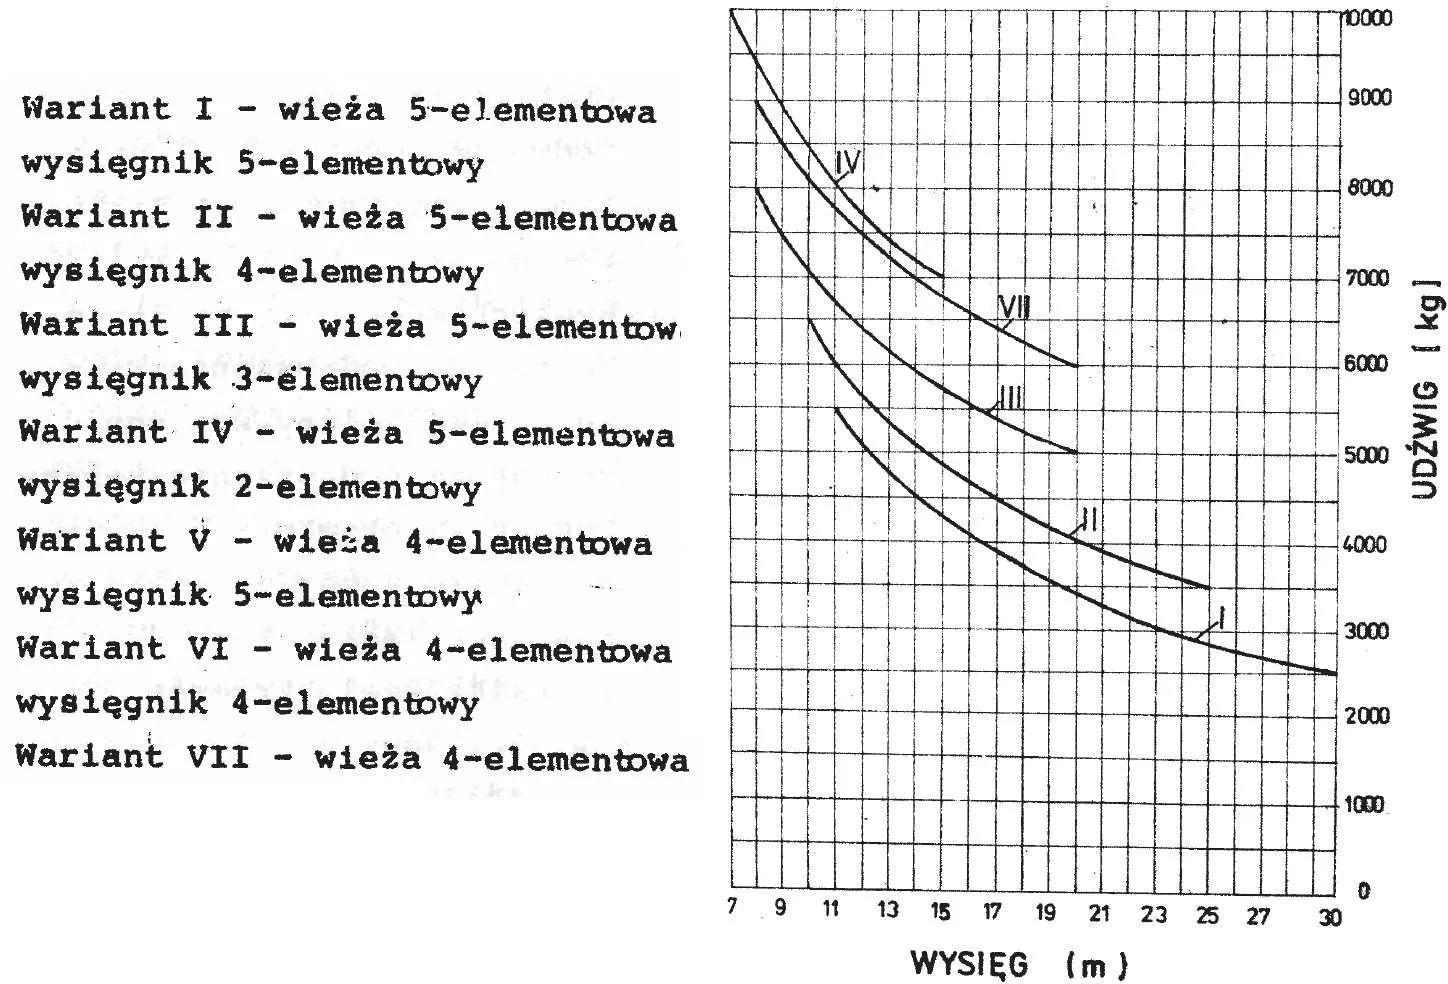 Wariant I - wieża 5-elementowa
wysięgnik 5-elementowy
Wariant II - wieża 5-elementowa
wysięgnik 4-elementowy
Wariant III - wieża 5-elementow
wysięgnik 3-elementowy
Wariant IV - wieża 5-elementowa
wysięgnik 2-elementowy
Wariant V - wieża 4-elementowa
wysięgnik 5-elementowy
Wariant VI - wieża 4-elementowa
wysięgnik 4-elementowy
Wariant VII - wieża 4-elementowa
10000
9000
8000
7000
6000
5000
4000
3000
2000
1000
0
UDŹWIG [kg]
IV
VII
III
II
I
7 9 11 13 15 17 19 21 23 25 27 30
WYSIĘG (m)